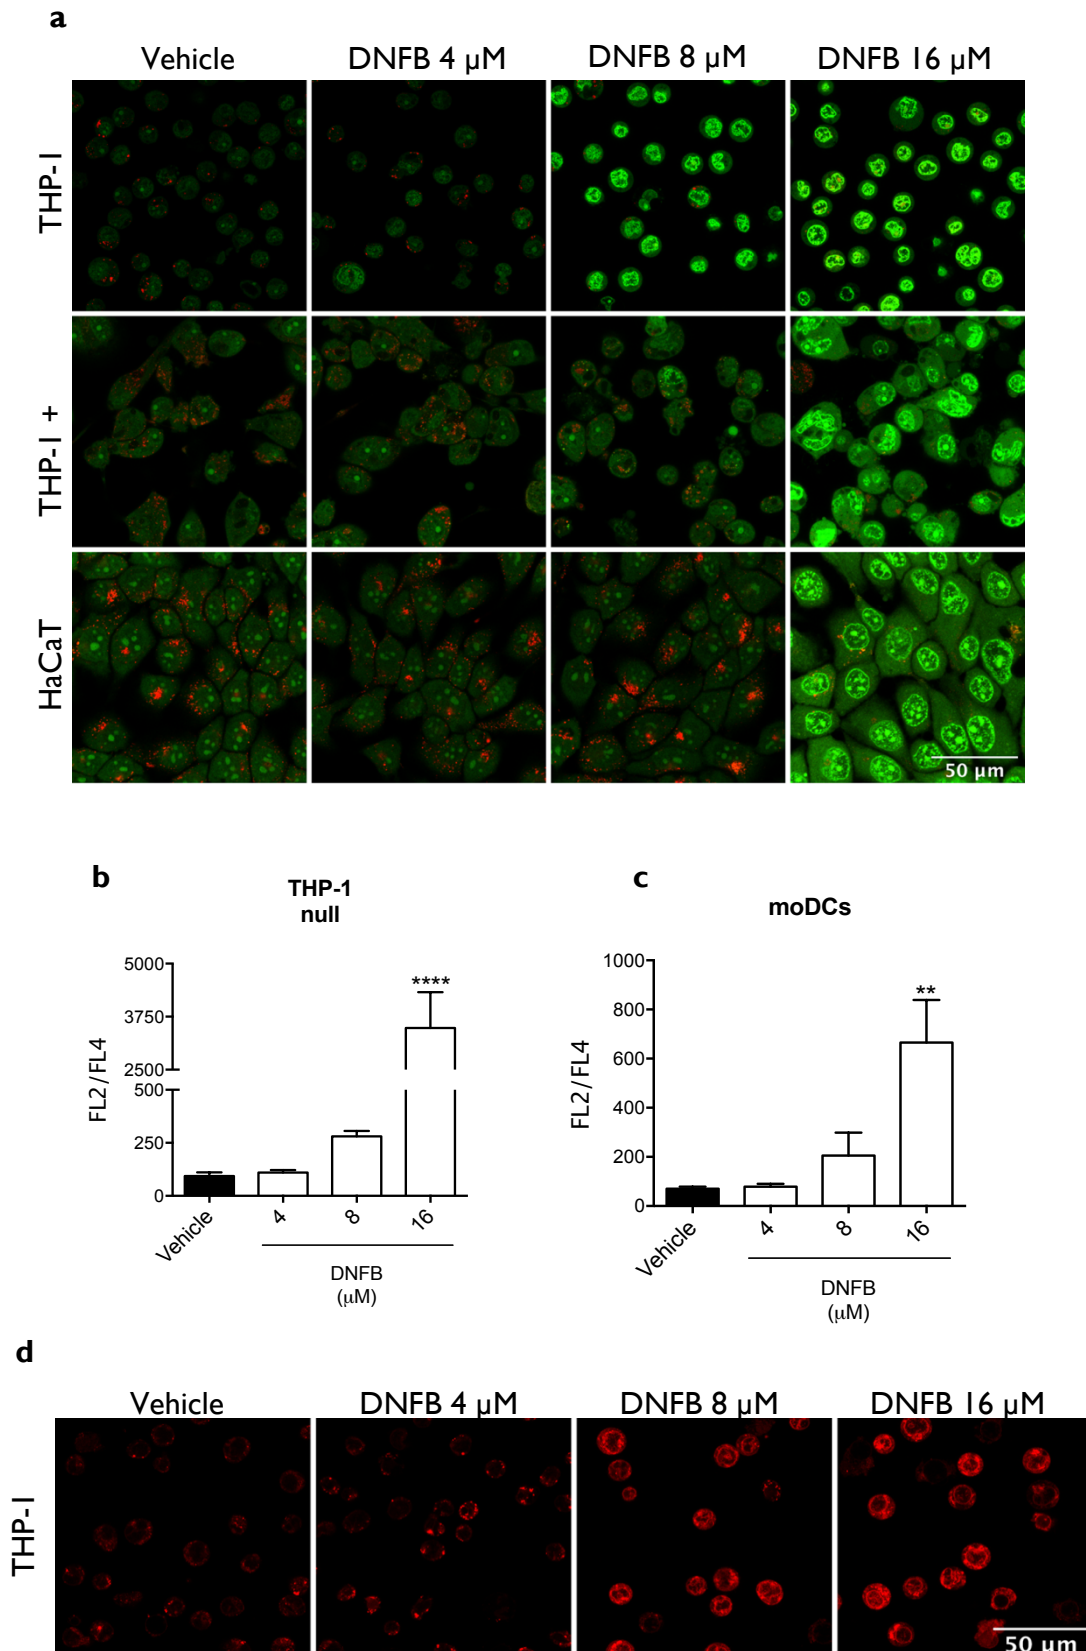 a
Vehicle DNFB 4 µM DNFB 8 µM DNFB 16 µM
THP-1
THP-1 +
HaCaT
50 µm
b
THP-1
null
5000
3750
2500
500
250
0
FL2/FL4
Vehicle 4 8 16
DNFB
(µM)
c
moDCs
1000
800
600
400
200
0
FL2/FL4
Vehicle 4 8 16
DNFB
(µM)
****
**
d
Vehicle DNFB 4 µM DNFB 8 µM DNFB 16 µM
THP-1
50 µm